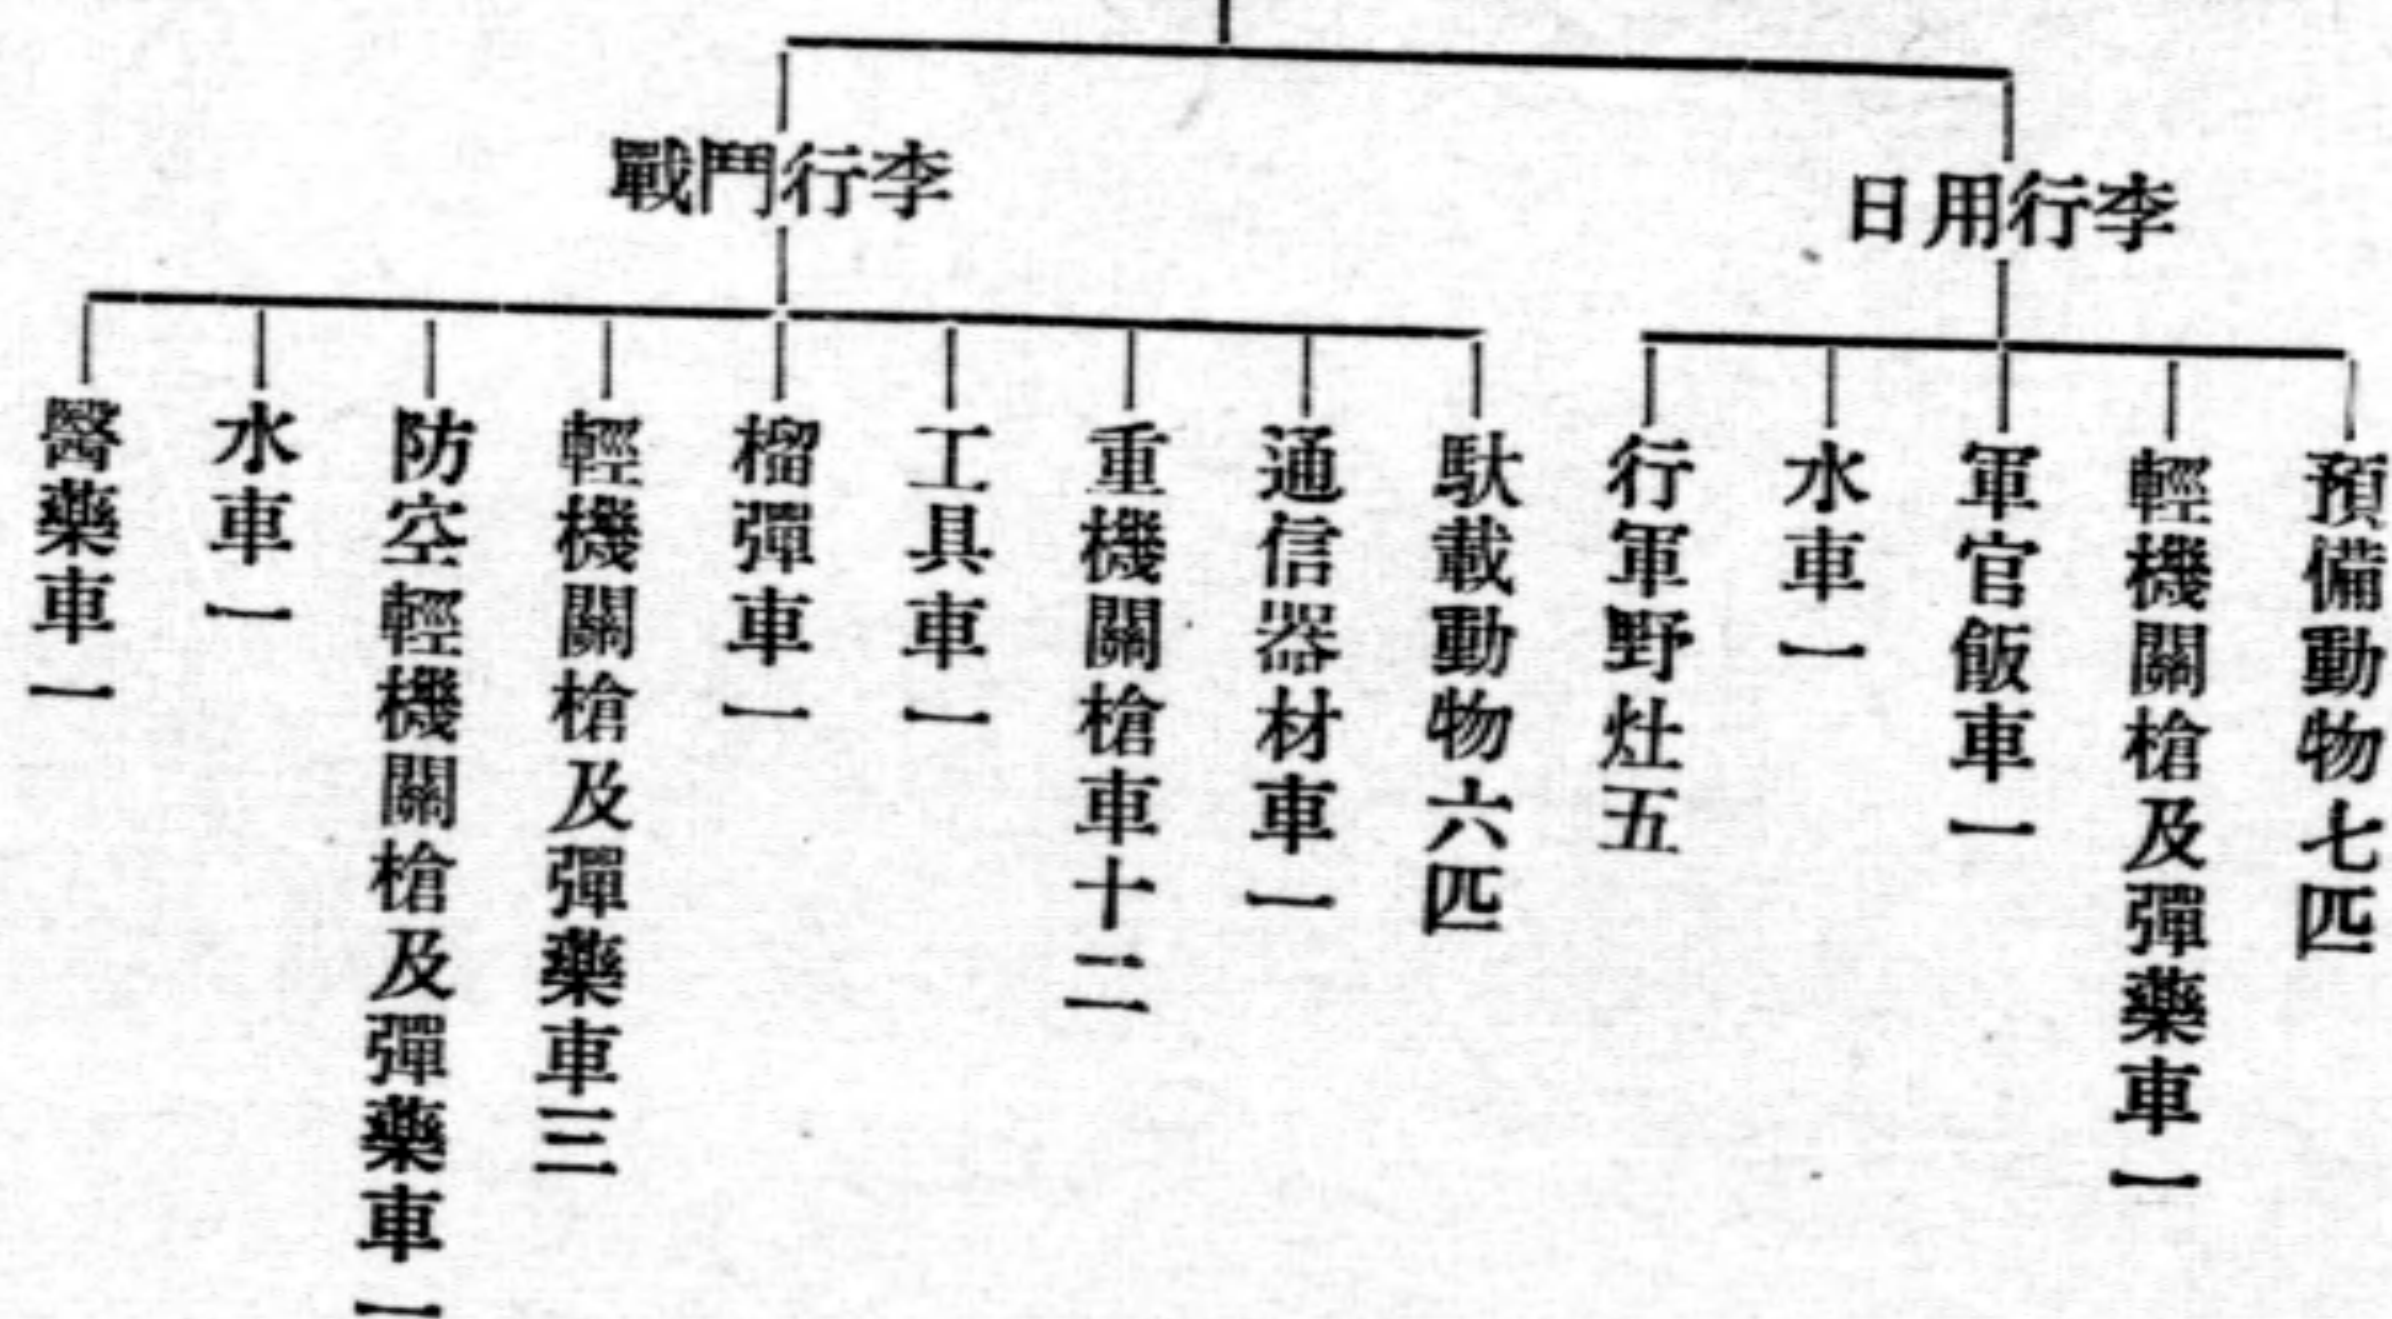 戰鬥行李
日用行李
醫藥車一
水車一
防空輕機關槍及彈藥車一
輕機關槍及彈藥車三
榴彈車一
工具車一
重機關槍車十二
通信器材車一
馱載動物六匹
行軍野灶五
水車一
軍官飯車一
輕機關槍及彈藥車一
預備動物七匹